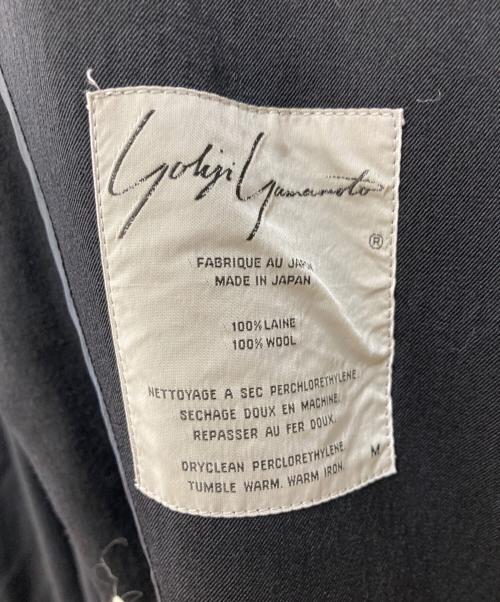 Yohji Yamamoto
®
FABRIQUE AU JAPON
MADE IN JAPAN
100% LAINE
100% WOOL
NETTOYAGE A SEC PERCHLORETHYLENE.
SECHAGE DOUX EN MACHINE.
REPASSER AU FER DOUX.
DRYCLEAN PERCLORETHYLENE
TUMBLE WARM. WARM IRON.
M